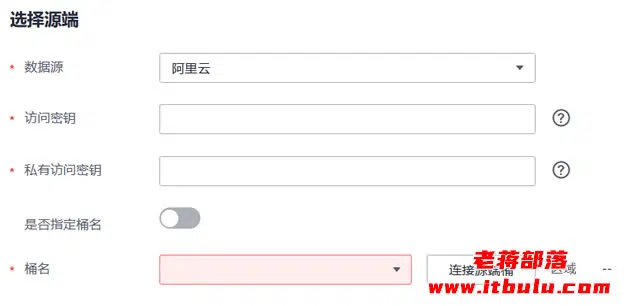 选择源端
* 数据源 阿里云
* 访问密钥 ?
* 私有访问密钥 ?
是否指定桶名
* 桶名 连接源端桶 区域 --
老蒋部落
www.itbulu.com